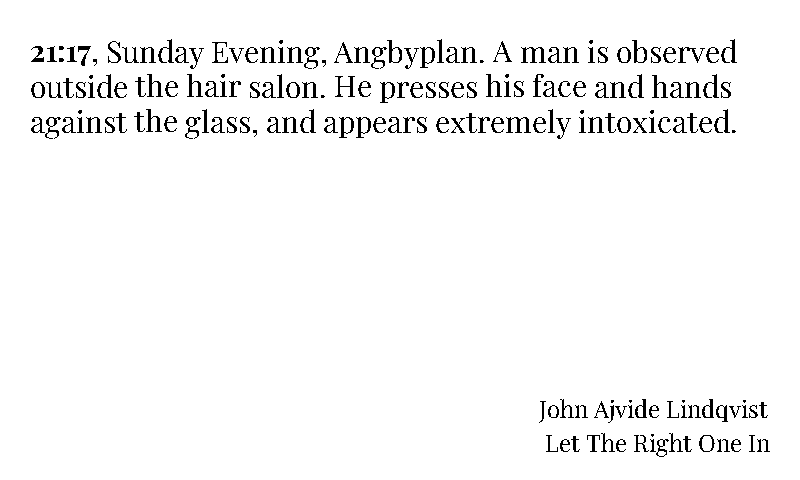 21:17, Sunday Evening, Angbyplan. A man is observed
outside the hair salon. He presses his face and hands
against the glass, and appears extremely intoxicated.
John Ajvide Lindqvist
Let The Right One In